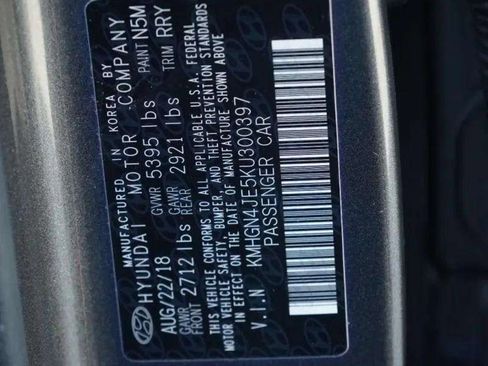 MANUFACTURED IN KOREA BY
HYUNDAI MOTOR COMPANY
AUG/22/18 GVWR 5395 lbs PAINT N5M
GAWR FRONT 2712 lbs GAWR REAR 2921 lbs TRIM RRY
THIS VEHICLE CONFORMS TO ALL APPLICABLE U.S.A. FEDERAL
MOTOR VEHICLE SAFETY, BUMPER, AND THEFT PREVENTION STANDARDS
IN EFFECT ON THE DATE OF MANUFACTURE SHOWN ABOVE
V.I.N KMHGN4JE5KU300397
PASSENGER CAR